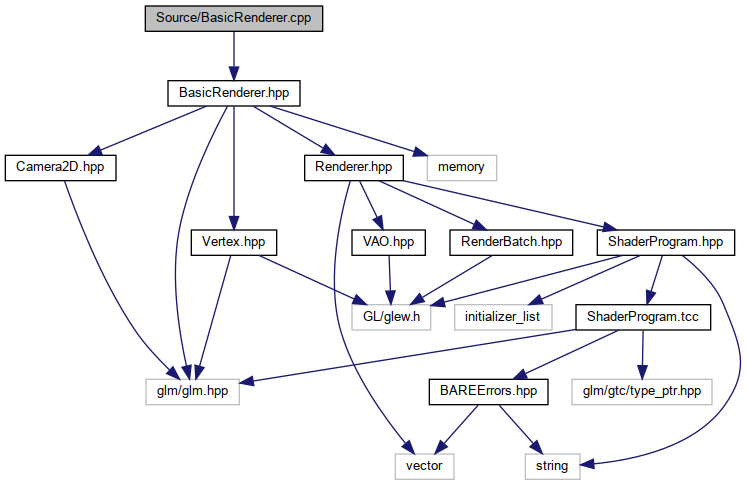 Source/BasicRenderer.cpp
BasicRenderer.hpp
Camera2D.hpp
Renderer.hpp
memory
Vertex.hpp
VAO.hpp
RenderBatch.hpp
ShaderProgram.hpp
GL/glew.h
initializer_list
ShaderProgram.tcc
glm/glm.hpp
BAREErrors.hpp
glm/gtc/type_ptr.hpp
vector
string